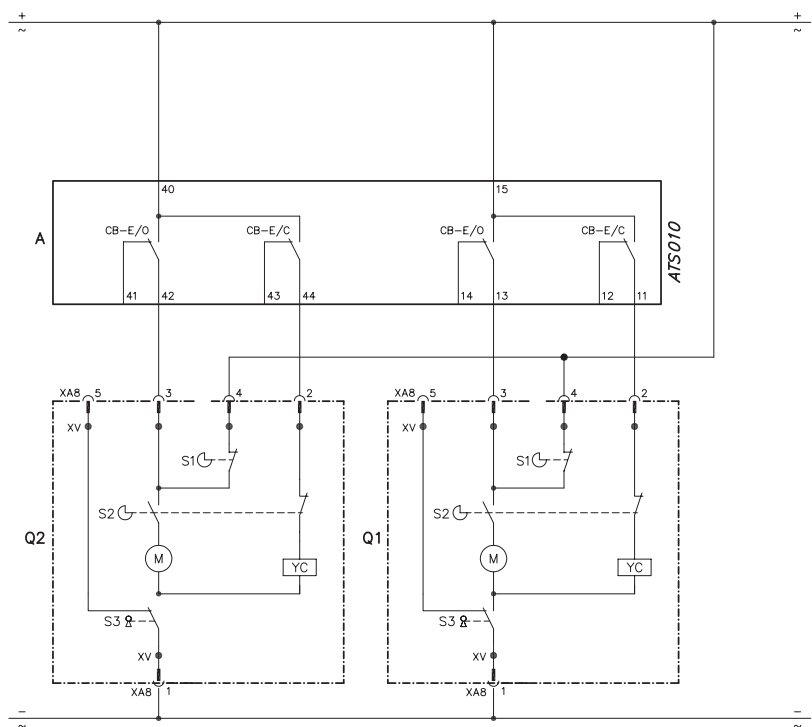 + +
~ ~
40 15
CB-E/O CB-E/C CB-E/O CB-E/C
A ATS010
41 42 43 44 14 13 12 11
XA8 5 3 4 2 XA8 5 3 4 2
XV XV
S1 S1
S2 S2
Q2 Q1
M M
YC YC
S3 S3
XV XV
XA8 1 XA8 1
− −
~ ~